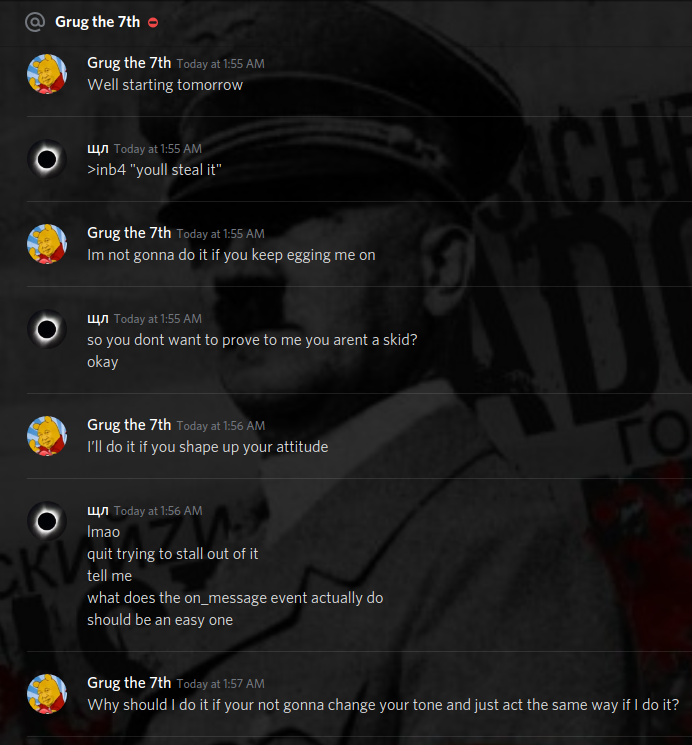 Grug the 7th
Grug the 7th Today at 1:55 AM
Well starting tomorrow
щл Today at 1:55 AM
>inb4 "youll steal it"
Grug the 7th Today at 1:55 AM
Im not gonna do it if you keep egging me on
щл Today at 1:55 AM
so you dont want to prove to me you arent a skid?
okay
Grug the 7th Today at 1:56 AM
I'll do it if you shape up your attitude
щл Today at 1:56 AM
lmao
quit trying to stall out of it
tell me
what does the on_message event actually do
should be an easy one
Grug the 7th Today at 1:57 AM
Why should I do it if your not gonna change your tone and just act the same way if I do it?